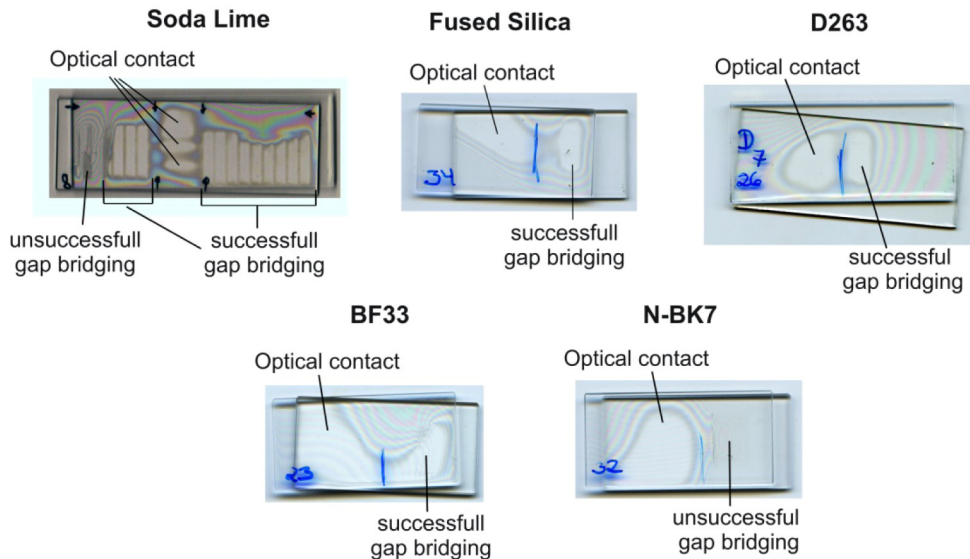 Soda Lime
Optical contact
8
unsuccessfull
gap bridging
successfull
gap bridging
Fused Silica
Optical contact
34
successfull
gap bridging
D263
Optical contact
D
7
26
successful
gap bridging
BF33
Optical contact
23
successfull
gap bridging
N-BK7
Optical contact
32
unsuccessful
gap bridging